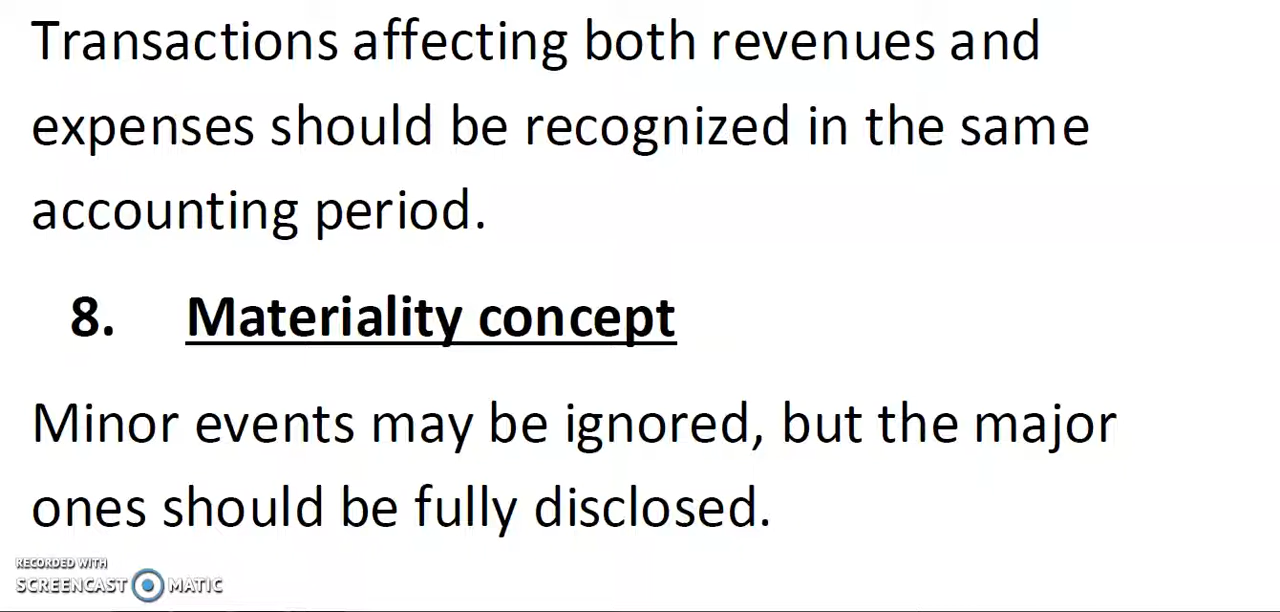 Transactions affecting both revenues and
expenses should be recognized in the same
accounting period.
8. Materiality concept
Minor events may be ignored, but the major
ones should be fully disclosed.
RECORDED WITH
SCREENCAST MATIC